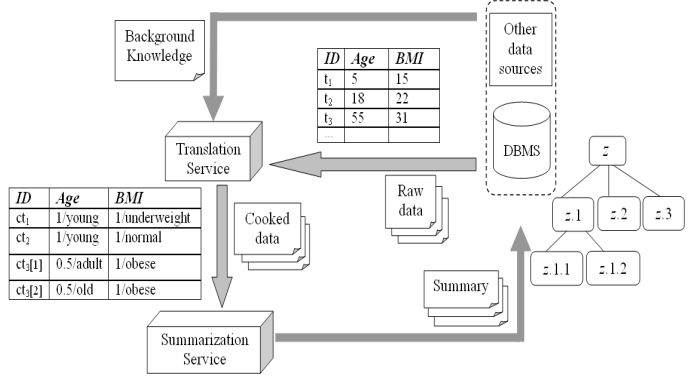 Background
Knowledge
Other
data
sources
DBMS
ID Age BMI
t1 5 15
t2 18 22
t3 55 31
...
Translation
Service
Raw
data
z
z.1 z.2 z.3
z.1.1 z.1.2
ID Age BMI
ct1 1/young 1/underweight
ct2 1/young 1/normal
ct3[1] 0.5/adult 1/obese
ct3[2] 0.5/old 1/obese
Cooked
data
Summary
Summarization
Service